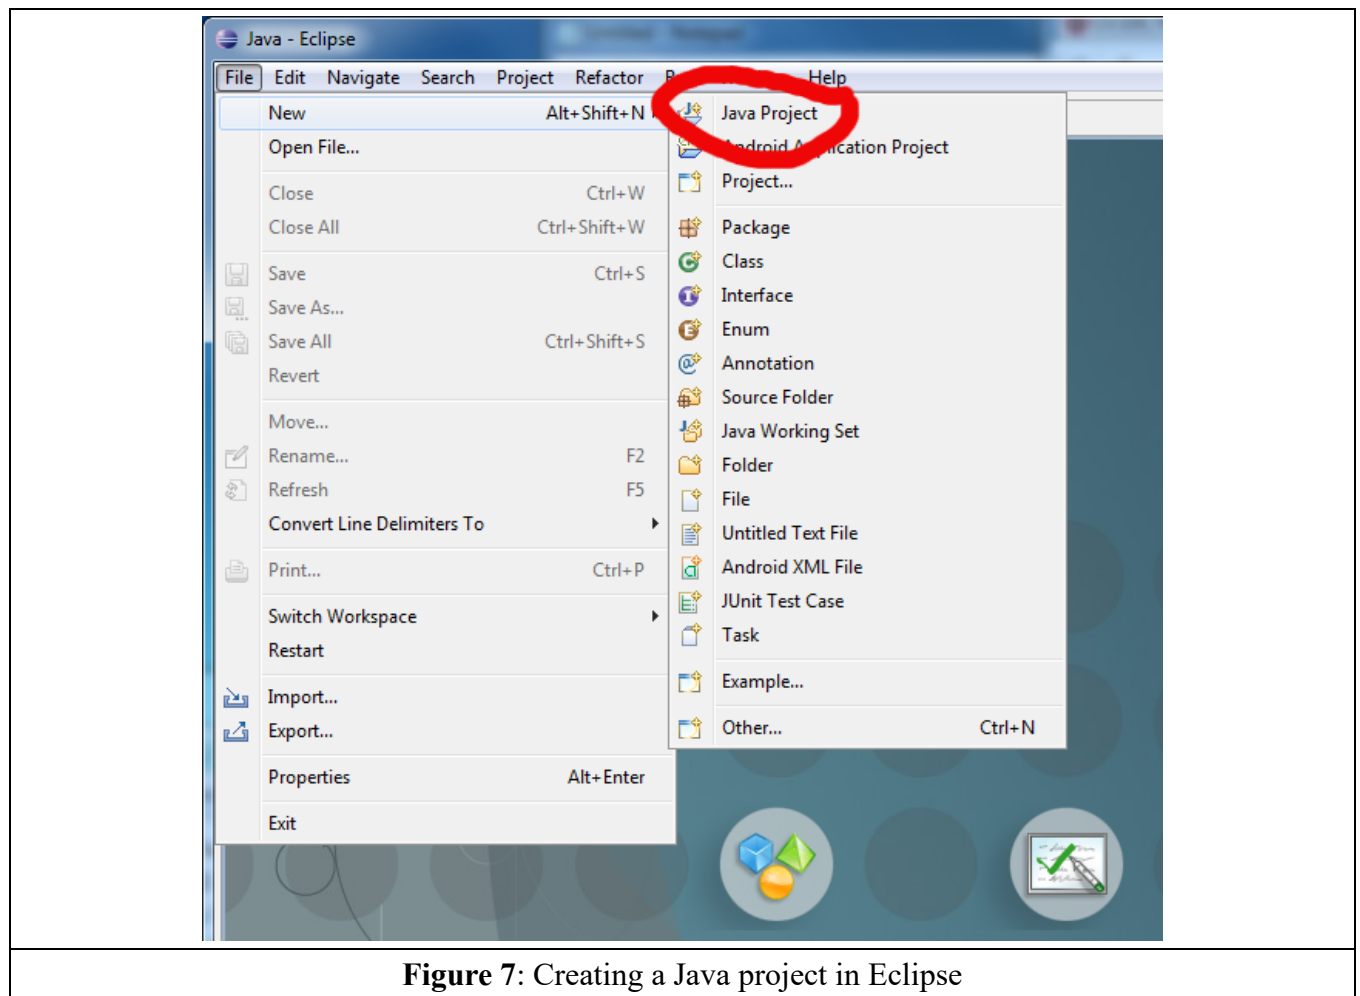 Java - Eclipse
File Edit Navigate Search Project Refactor Help
New Alt+Shift+N
Open File...
Close Ctrl+W
Close All Ctrl+Shift+W
Save Ctrl+S
Save As...
Save All Ctrl+Shift+S
Revert
Move...
Rename... F2
Refresh F5
Convert Line Delimiters To
Print... Ctrl+P
Switch Workspace
Restart
Import...
Export...
Properties Alt+Enter
Exit
Java Project
Android Application Project
Project...
Package
Class
Interface
Enum
Annotation
Source Folder
Java Working Set
Folder
File
Untitled Text File
Android XML File
JUnit Test Case
Task
Example...
Other... Ctrl+N
Figure 7: Creating a Java project in Eclipse